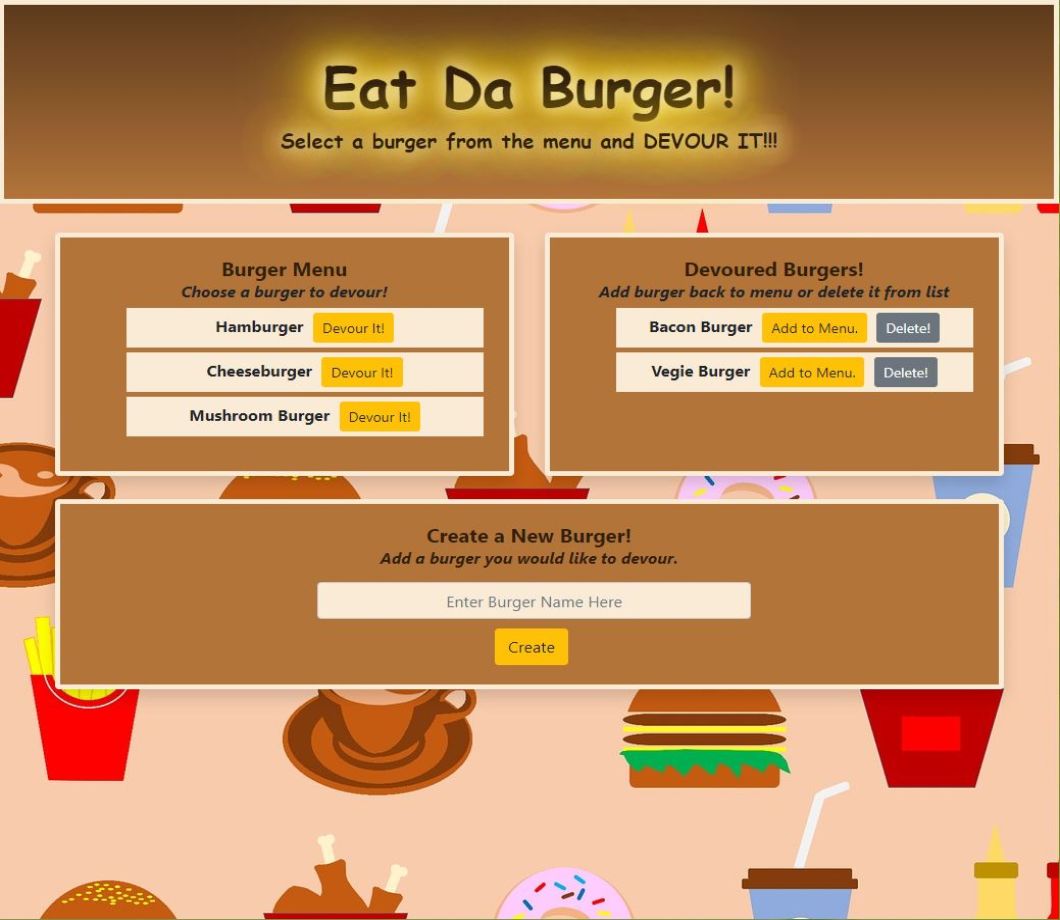 Eat Da Burger!
Select a burger from the menu and DEVOUR IT!!!
Burger Menu
Choose a burger to devour!
Hamburger Devour It!
Cheeseburger Devour It!
Mushroom Burger Devour It!
Devoured Burgers!
Add burger back to menu or delete it from list
Bacon Burger Add to Menu. Delete!
Vegie Burger Add to Menu. Delete!
Create a New Burger!
Add a burger you would like to devour.
Enter Burger Name Here
Create